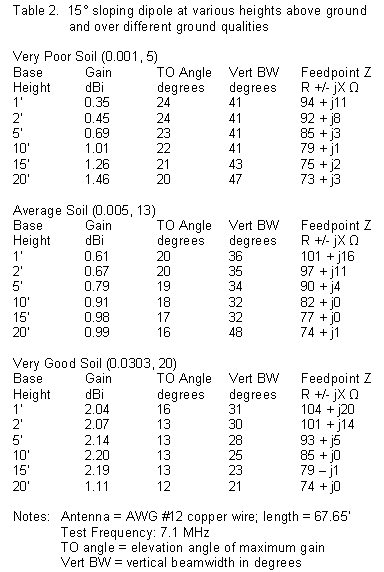 Table 2. 15° sloping dipole at various heights above ground
and over different ground qualities
Very Poor Soil (0.001, 5)
Base Gain TO Angle Vert BW Feedpoint Z
Height dBi degrees degrees R +/- jX Ω
1' 0.35 24 41 94 + j11
2' 0.45 24 41 92 + j8
5' 0.69 23 41 85 + j3
10' 1.01 22 41 79 + j1
15' 1.26 21 43 75 + j2
20' 1.46 20 47 73 + j3
Average Soil (0.005, 13)
Base Gain TO Angle Vert BW Feedpoint Z
Height dBi degrees degrees R +/- jX Ω
1' 0.61 20 36 101 + j16
2' 0.67 20 35 97 + j11
5' 0.79 19 34 90 + j4
10' 0.91 18 32 82 + j0
15' 0.98 17 32 77 + j0
20' 0.99 16 48 74 + j1
Very Good Soil (0.0303, 20)
Base Gain TO Angle Vert BW Feedpoint Z
Height dBi degrees degrees R +/- jX Ω
1' 2.04 16 31 104 + j20
2' 2.07 13 30 101 + j14
5' 2.14 13 28 93 + j5
10' 2.20 13 25 85 + j0
15' 2.19 13 23 79 – j1
20' 1.11 12 21 74 + j0
Notes: Antenna = AWG #12 copper wire; length = 67.65'
Test Frequency: 7.1 MHz
TO angle = elevation angle of maximum gain
Vert BW = vertical beamwidth in degrees